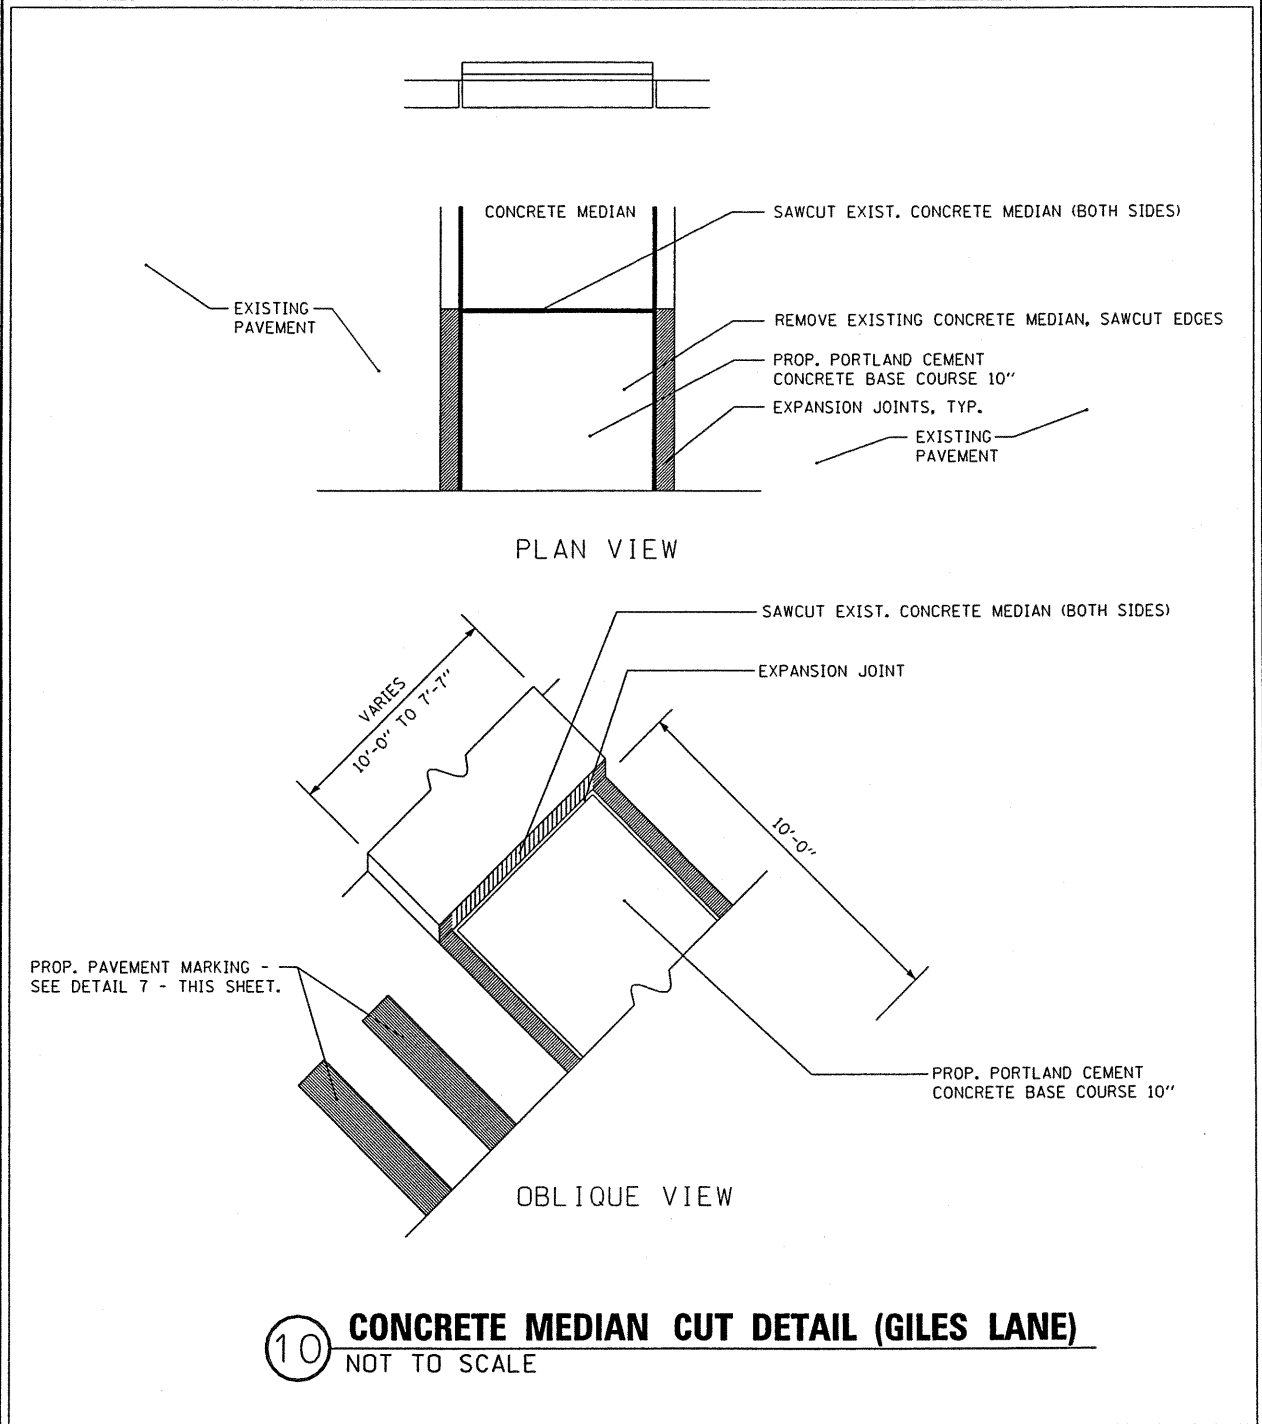 CONCRETE MEDIAN
SAWCUT EXIST. CONCRETE MEDIAN (BOTH SIDES)
EXISTING
PAVEMENT
REMOVE EXISTING CONCRETE MEDIAN, SAWCUT EDGES
PROP. PORTLAND CEMENT
CONCRETE BASE COURSE 10"
EXPANSION JOINTS, TYP.
EXISTING
PAVEMENT
PLAN VIEW
SAWCUT EXIST. CONCRETE MEDIAN (BOTH SIDES)
EXPANSION JOINT
VARIES
10'-0" TO 7'-7"
10'-0"
PROP. PAVEMENT MARKING -
SEE DETAIL 7 - THIS SHEET.
PROP. PORTLAND CEMENT
CONCRETE BASE COURSE 10"
OBLIQUE VIEW
10 CONCRETE MEDIAN CUT DETAIL (GILES LANE)
NOT TO SCALE